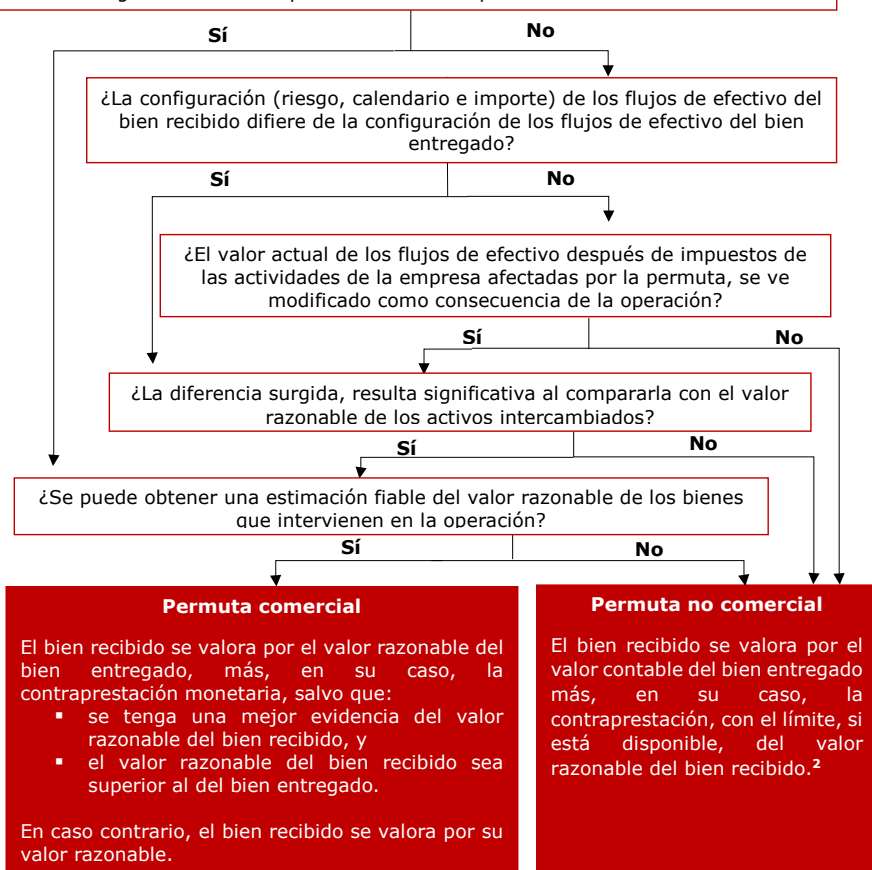 Sí
No
¿La configuración (riesgo, calendario e importe) de los flujos de efectivo del
bien recibido difiere de la configuración de los flujos de efectivo del bien
entregado?
Sí
No
¿El valor actual de los flujos de efectivo después de impuestos de
las actividades de la empresa afectadas por la permuta, se ve
modificado como consecuencia de la operación?
Sí
No
¿La diferencia surgida, resulta significativa al compararla con el valor
razonable de los activos intercambiados?
Sí
No
¿Se puede obtener una estimación fiable del valor razonable de los bienes
que intervienen en la operación?
Sí
No
Permuta comercial
El bien recibido se valora por el valor razonable del
bien entregado, más, en su caso, la
contraprestación monetaria, salvo que:
▪ se tenga una mejor evidencia del valor
razonable del bien recibido, y
▪ el valor razonable del bien recibido sea
superior al del bien entregado.
En caso contrario, el bien recibido se valora por su
valor razonable.
Permuta no comercial
El bien recibido se valora por el
valor contable del bien entregado
más, en su caso, la
contraprestación, con el límite, si
está disponible, del valor
razonable del bien recibido.²